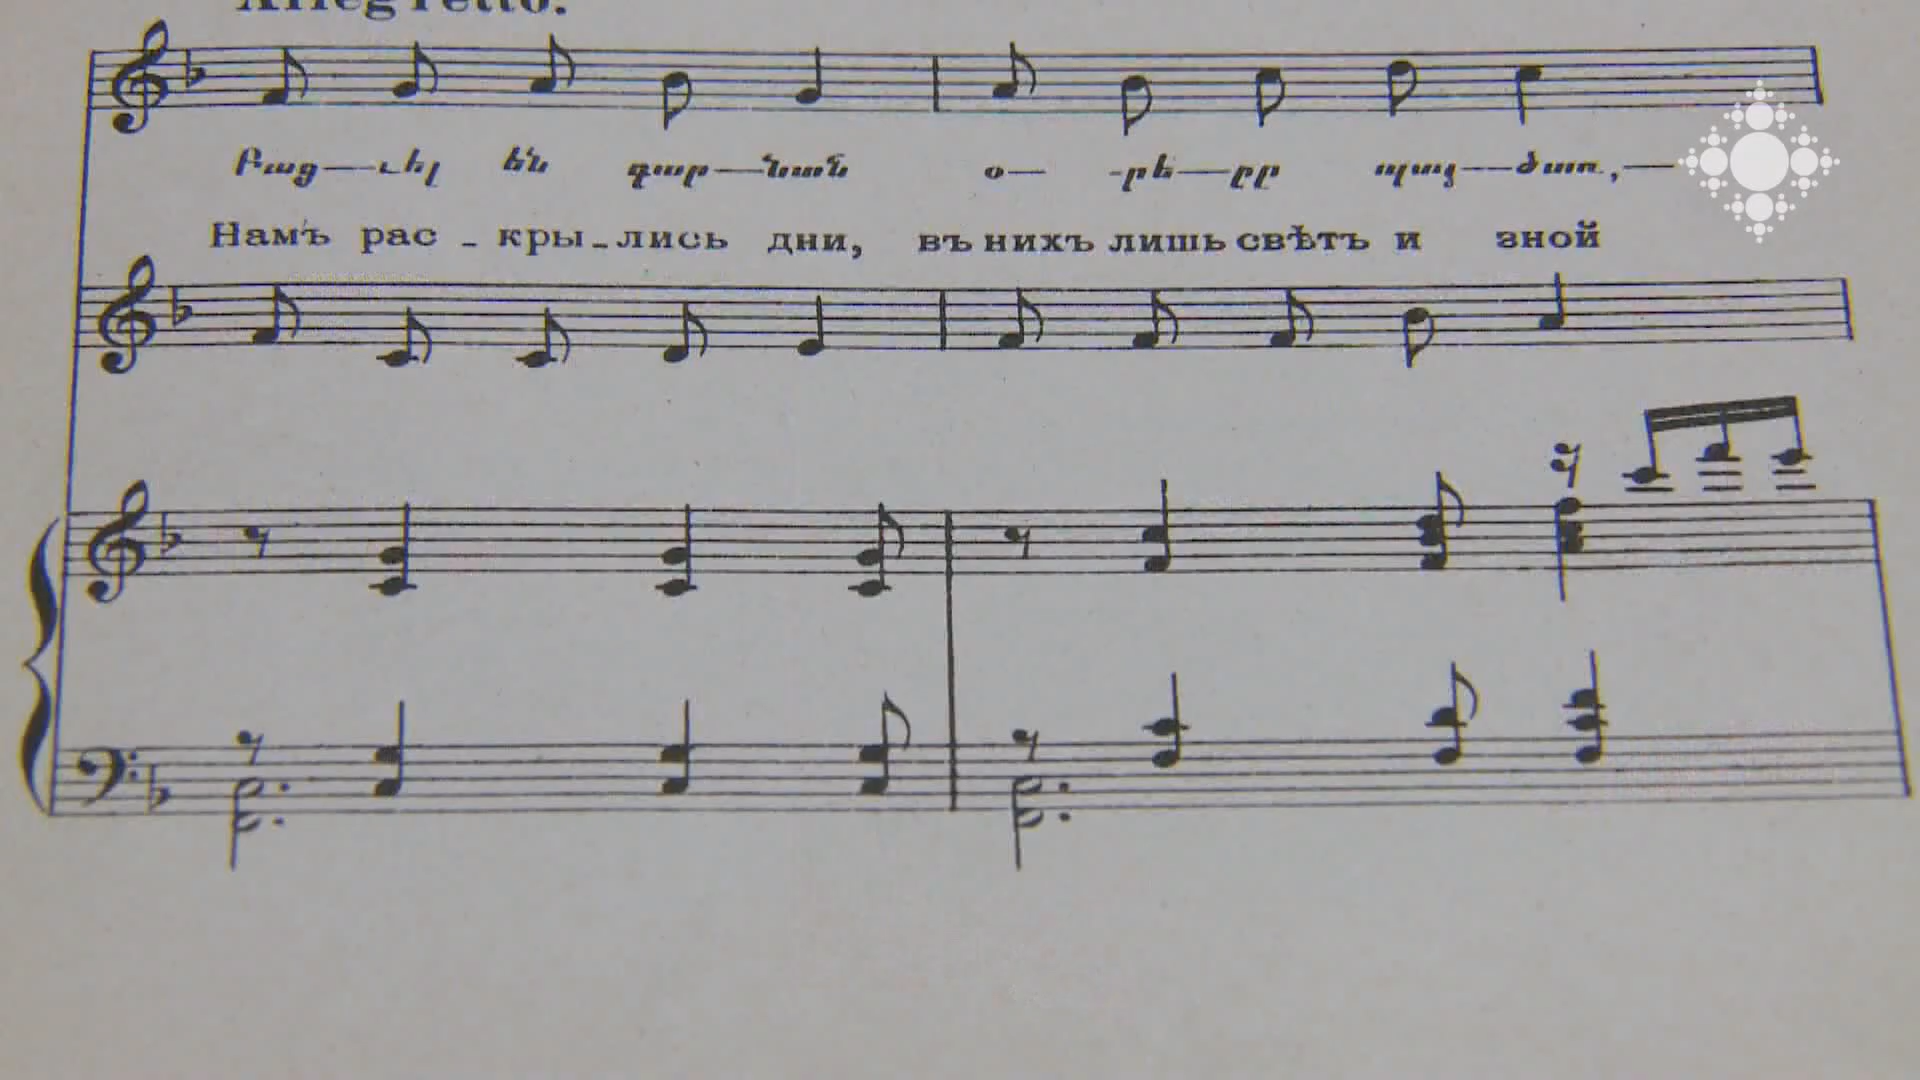 Allegretto.
Բաց—ւել են գար—նան օ— -րե—րը պայ—ծառ,—
Намъ рас - кры-лись дни, въ нихъ лишь свѣтъ и зной